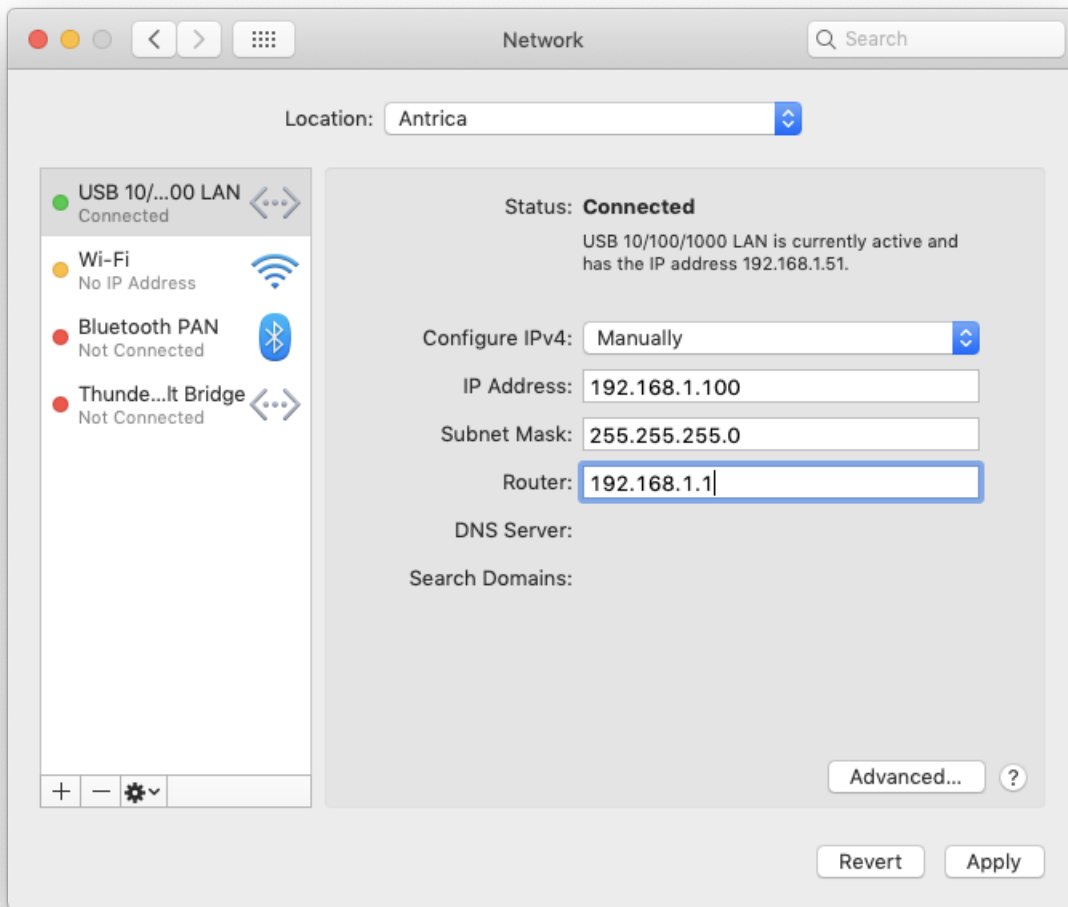 Network
Search
Location: Antrica
USB 10/...00 LAN
Connected
Wi-Fi
No IP Address
Bluetooth PAN
Not Connected
Thunde...lt Bridge
Not Connected
Status: Connected
USB 10/100/1000 LAN is currently active and
has the IP address 192.168.1.51.
Configure IPv4: Manually
IP Address: 192.168.1.100
Subnet Mask: 255.255.255.0
Router: 192.168.1.1
DNS Server:
Search Domains:
Advanced... ?
Revert Apply